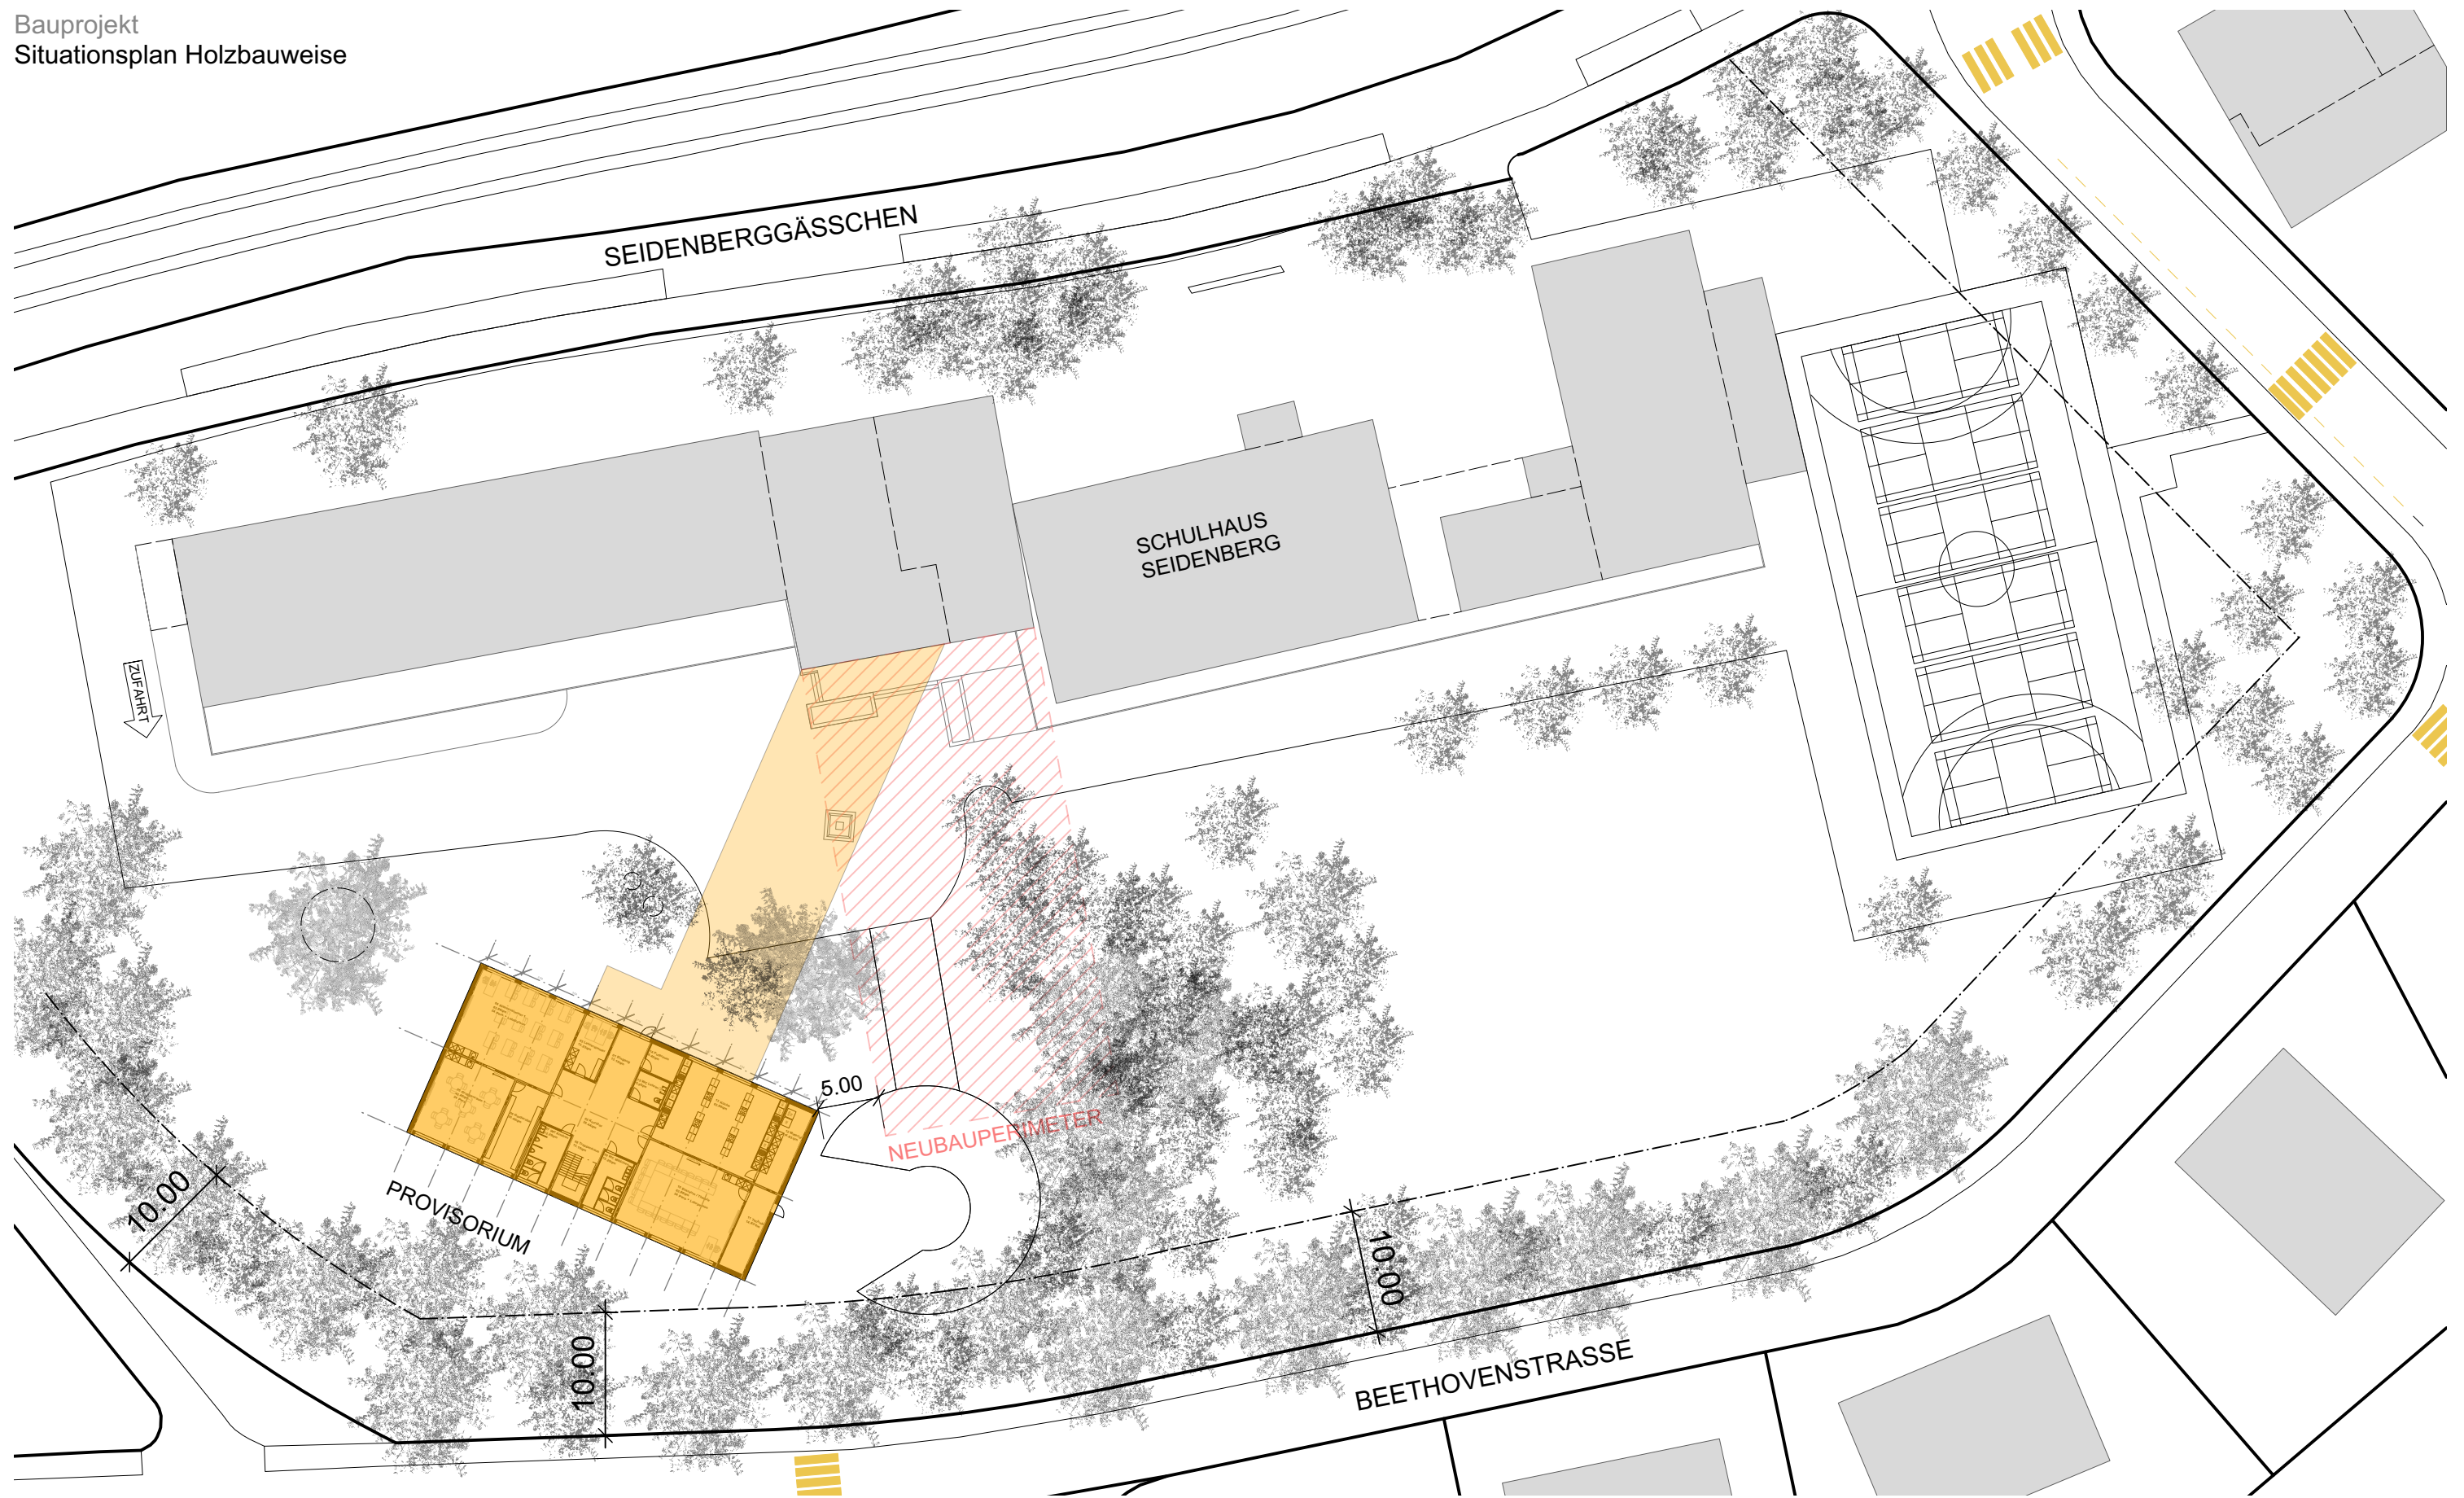 Bauprojekt
Situationsplan Holzbauweise
SEIDENBERGGÄSSCHEN
SCHULHAUS
SEIDENBERG
ZUFAHRT
5.00
NEUBAUPERIMETER
10.00
PROVISORIUM
10.00
10.00
BEETHOVENSTRASSE